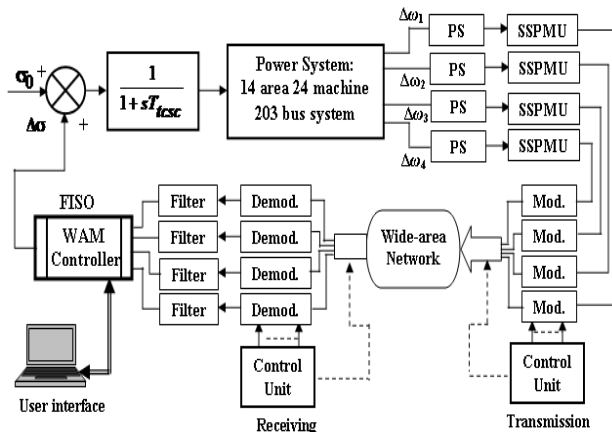 Δω1
PS
SSPMU
σ0 +
1
1+sTtcsc
Power System:
14 area 24 machine
203 bus system
Δω2
PS
SSPMU
Δσ
+
Δω3
PS
SSPMU
Δω4
PS
SSPMU
FISO
WAM
Controller
Filter
Demod.
Filter
Demod.
Filter
Demod.
Filter
Demod.
Wide-area
Network
Mod.
Mod.
Mod.
Mod.
Control
Unit
Control
Unit
User interface
Receiving
Transmission